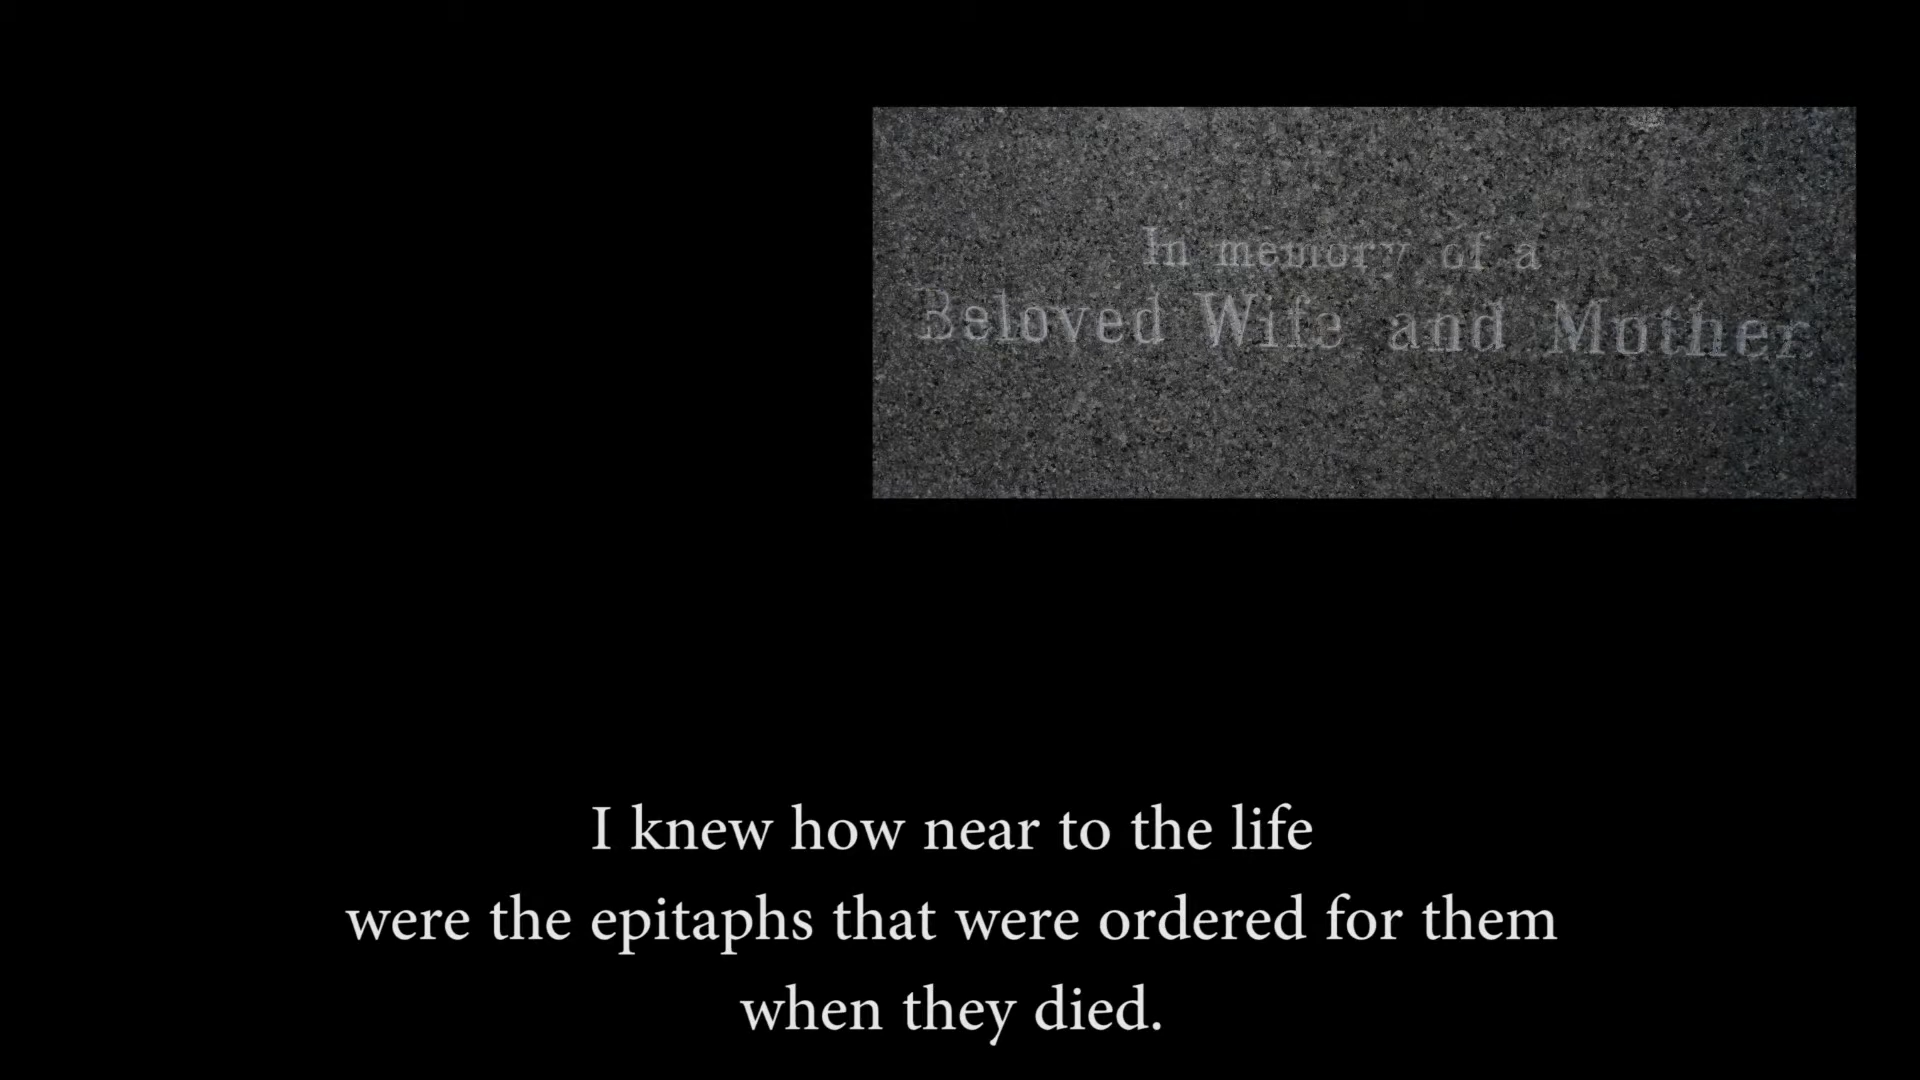 In memory of a
Beloved Wife and Mother
I knew how near to the life
were the epitaphs that were ordered for them
when they died.